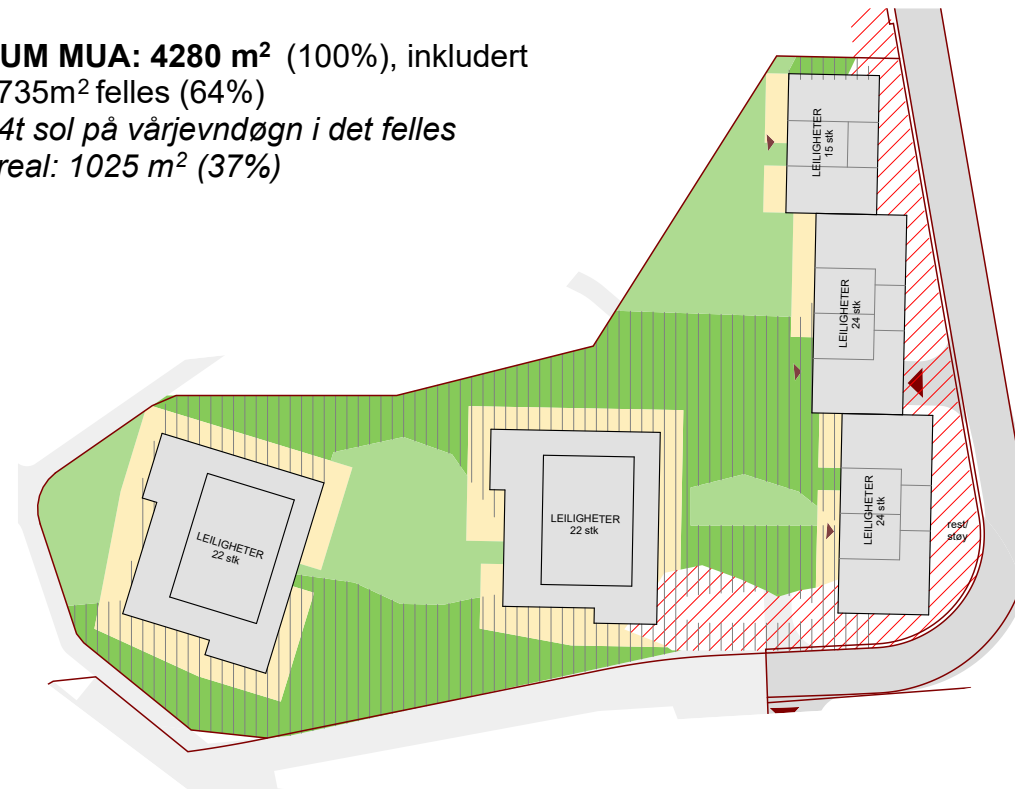 UM MUA: 4280 m² (100%), inkludert
735m² felles (64%)
4t sol på vårjevndøgn i det felles
real: 1025 m² (37%)
LEILIGHETER
15 stk
LEILIGHETER
24 stk
LEILIGHETER
24 stk
rest/
støy
LEILIGHETER
22 stk
LEILIGHETER
22 stk